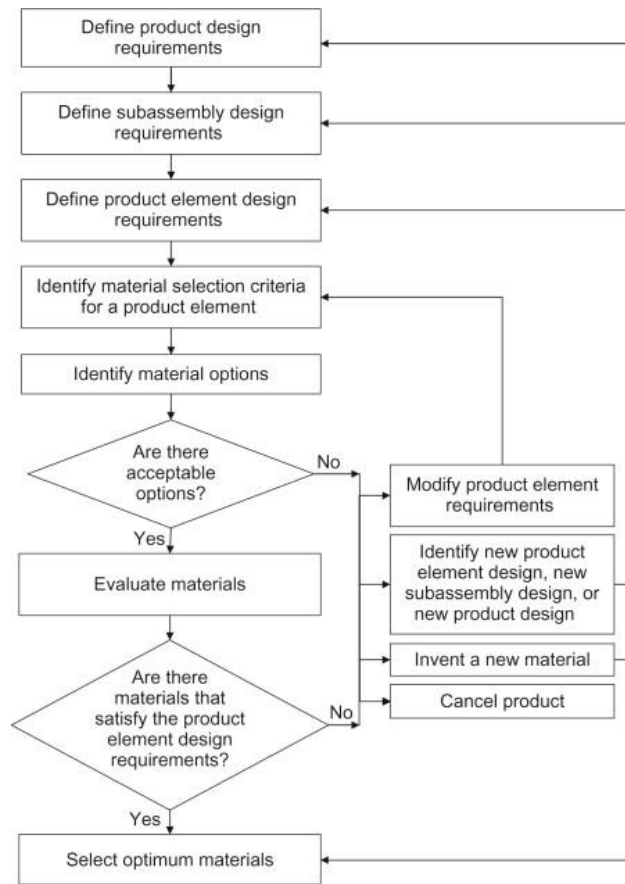 Define product design
requirements
Define subassembly design
requirements
Define product element design
requirements
Identify material selection criteria
for a product element
Identify material options
Are there
acceptable
options?
No
Yes
Modify product element
requirements
Identify new product
element design, new
subassembly design, or
new product design
Evaluate materials
Invent a new material
Cancel product
Are there
materials that
satisfy the product
element design
requirements?
No
Yes
Select optimum materials